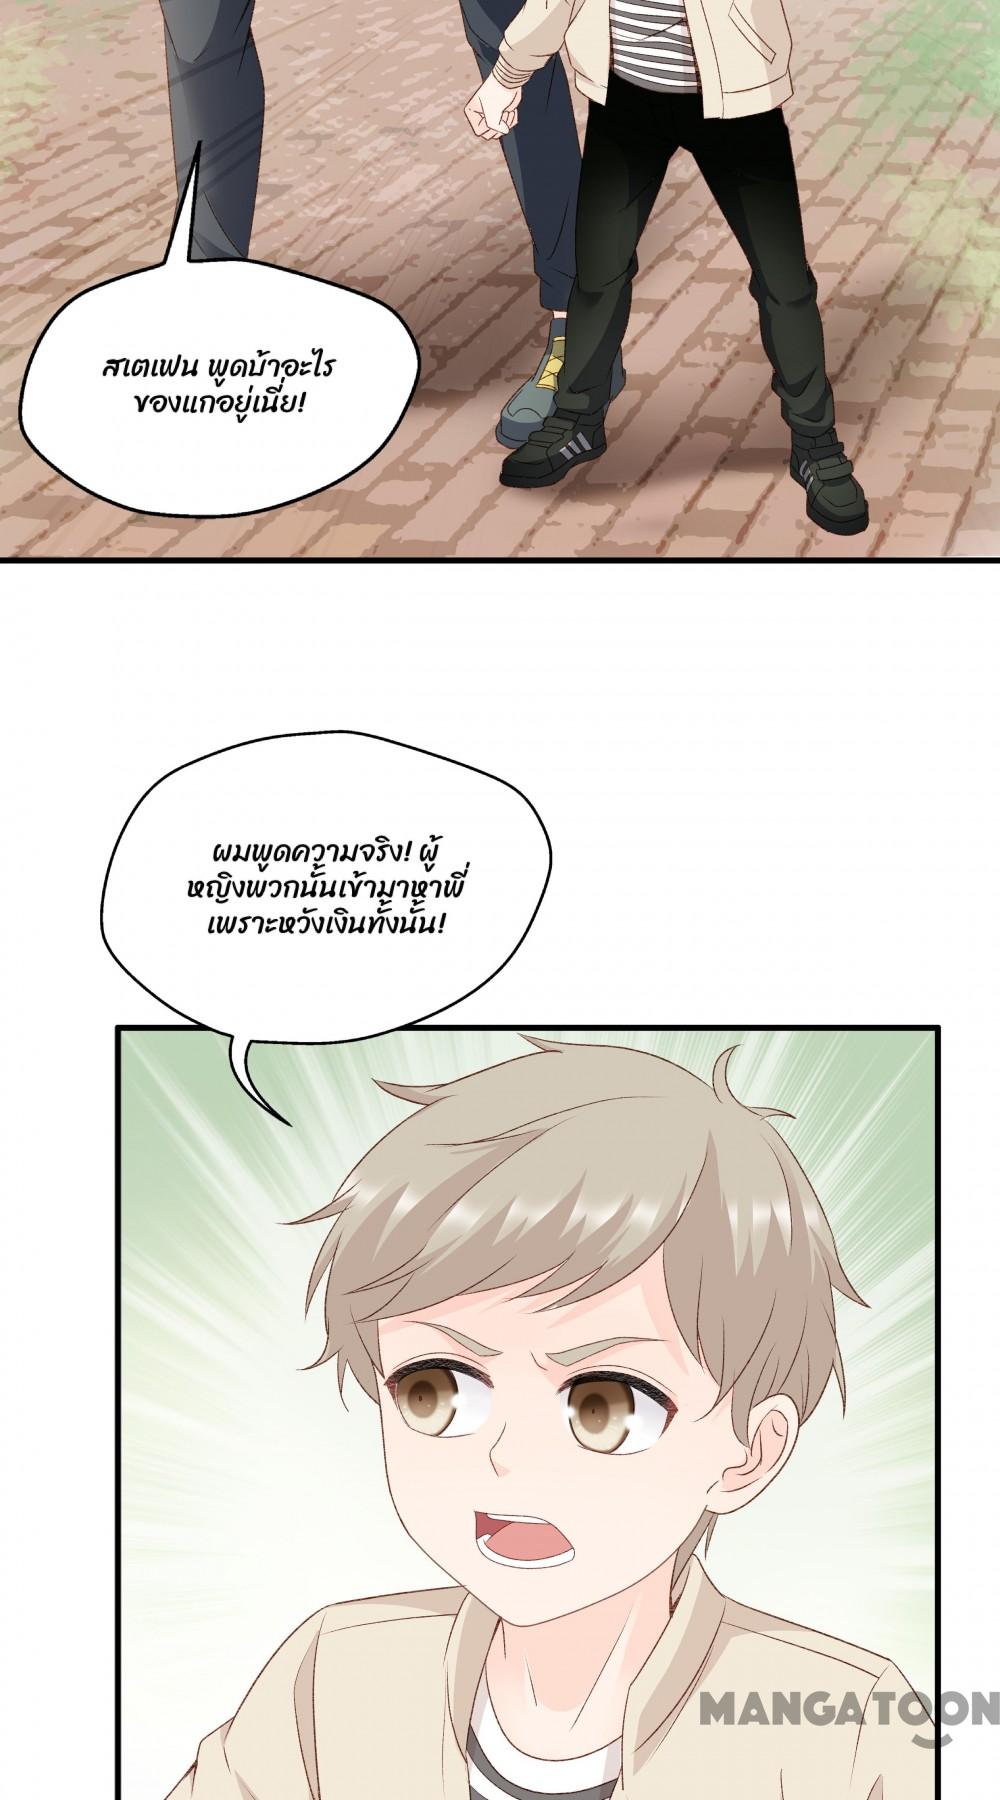 สเตเฟน พูดบ้าอะไร
ของแกอยู่เนี่ย!
ผมพูดความจริง! ผู้
หญิงพวกนั้นเข้ามาหาพี่
เพราะหวังเงินทั้งนั้น!
MANGATOON